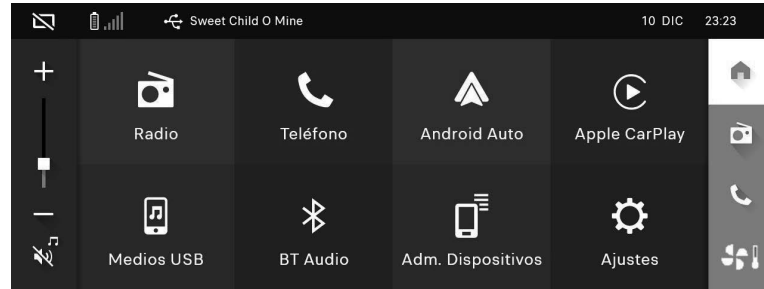 Sweet Child O Mine 10 DIC 23:23
Radio Teléfono Android Auto Apple CarPlay
Medios USB BT Audio Adm. Dispositivos Ajustes